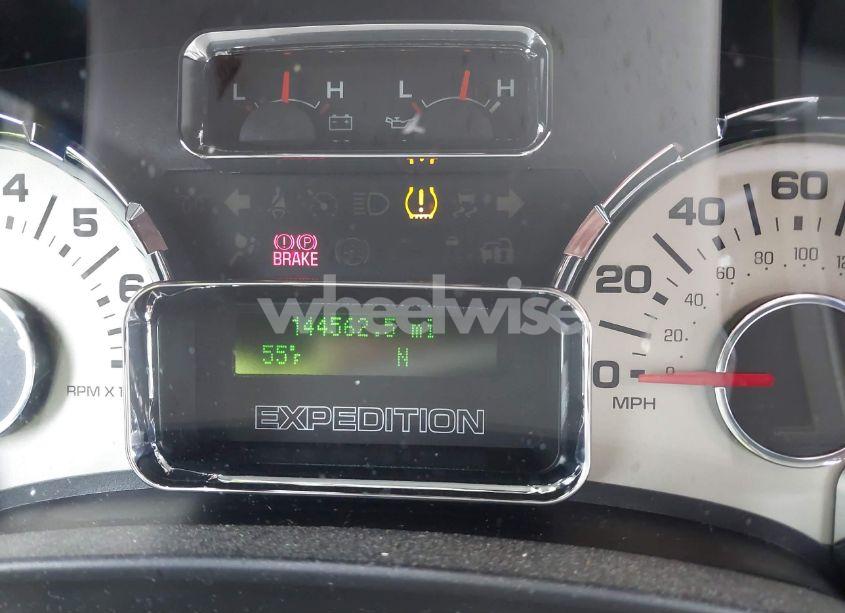 L H L H
4
5
6
RPM X 1
BRAKE
wheelwise
144562.5 mi
55°F N
EXPEDITION
0 20 40 60
0 20 40 60 80 100
MPH